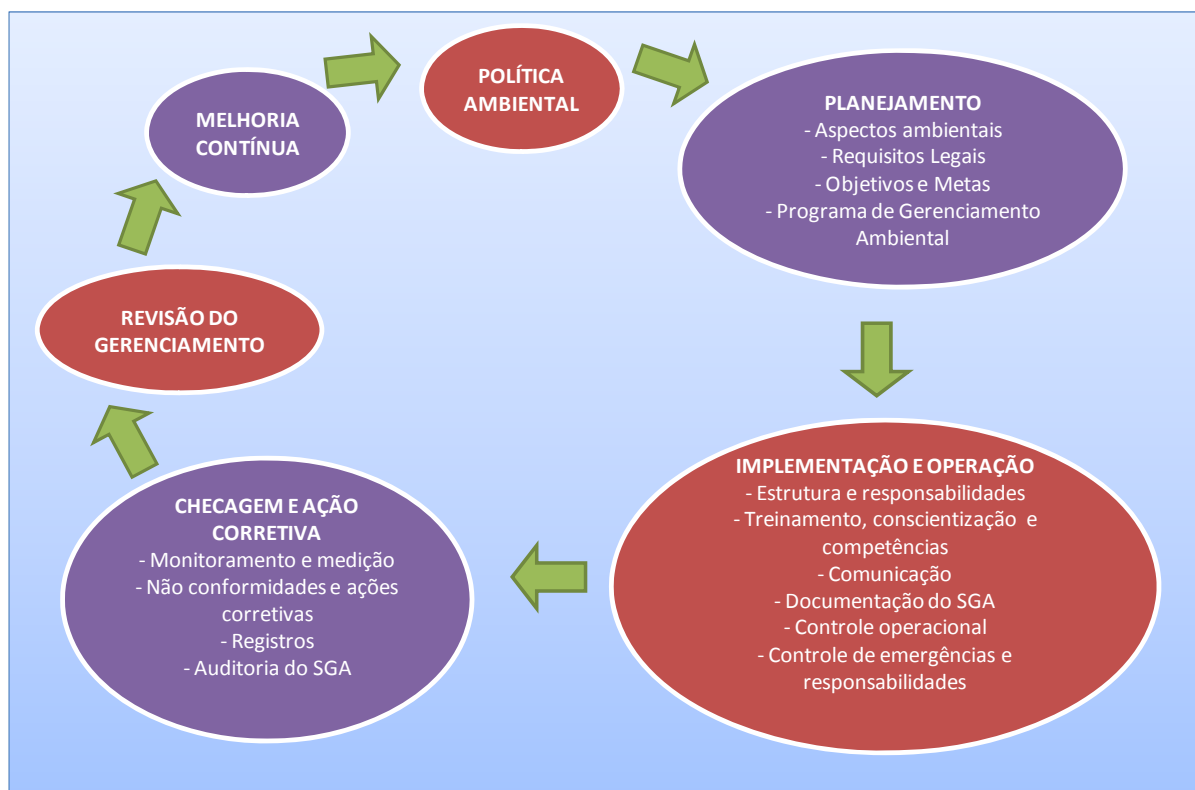 POLÍTICA
AMBIENTAL
PLANEJAMENTO
- Aspectos ambientais
- Requisitos Legais
- Objetivos e Metas
- Programa de Gerenciamento
Ambiental
IMPLEMENTAÇÃO E OPERAÇÃO
- Estrutura e responsabilidades
- Treinamento, conscientização e
competências
- Comunicação
- Documentação do SGA
- Controle operacional
- Controle de emergências e
responsabilidades
CHECAGEM E AÇÃO
CORRETIVA
- Monitoramento e medição
- Não conformidades e ações
corretivas
- Registros
- Auditoria do SGA
REVISÃO DO
GERENCIAMENTO
MELHORIA
CONTÍNUA